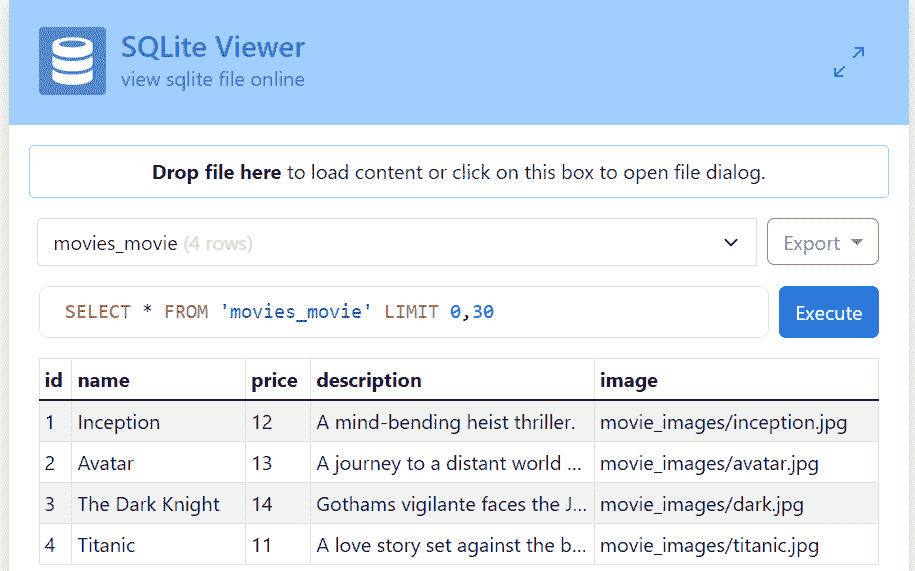 SQLite Viewer
view sqlite file online
Drop file here to load content or click on this box to open file dialog.
movies_movie (4 rows) Export
SELECT * FROM 'movies_movie' LIMIT 0,30 Execute
id name price description image
1 Inception 12 A mind-bending heist thriller. movie_images/inception.jpg
2 Avatar 13 A journey to a distant world ... movie_images/avatar.jpg
3 The Dark Knight 14 Gothams vigilante faces the J... movie_images/dark.jpg
4 Titanic 11 A love story set against the b... movie_images/titanic.jpg